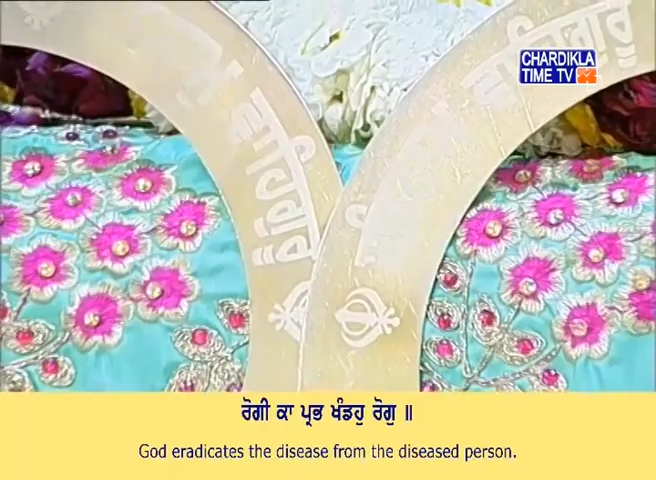 CHARDIKLA
TIME TV
ਵਾਹਿਗੁਰੂ
ਰੋਗੀ ਕਾ ਪ੍ਰਭ ਖੰਡਹੁ ਰੋਗੁ ॥
God eradicates the disease from the diseased person.